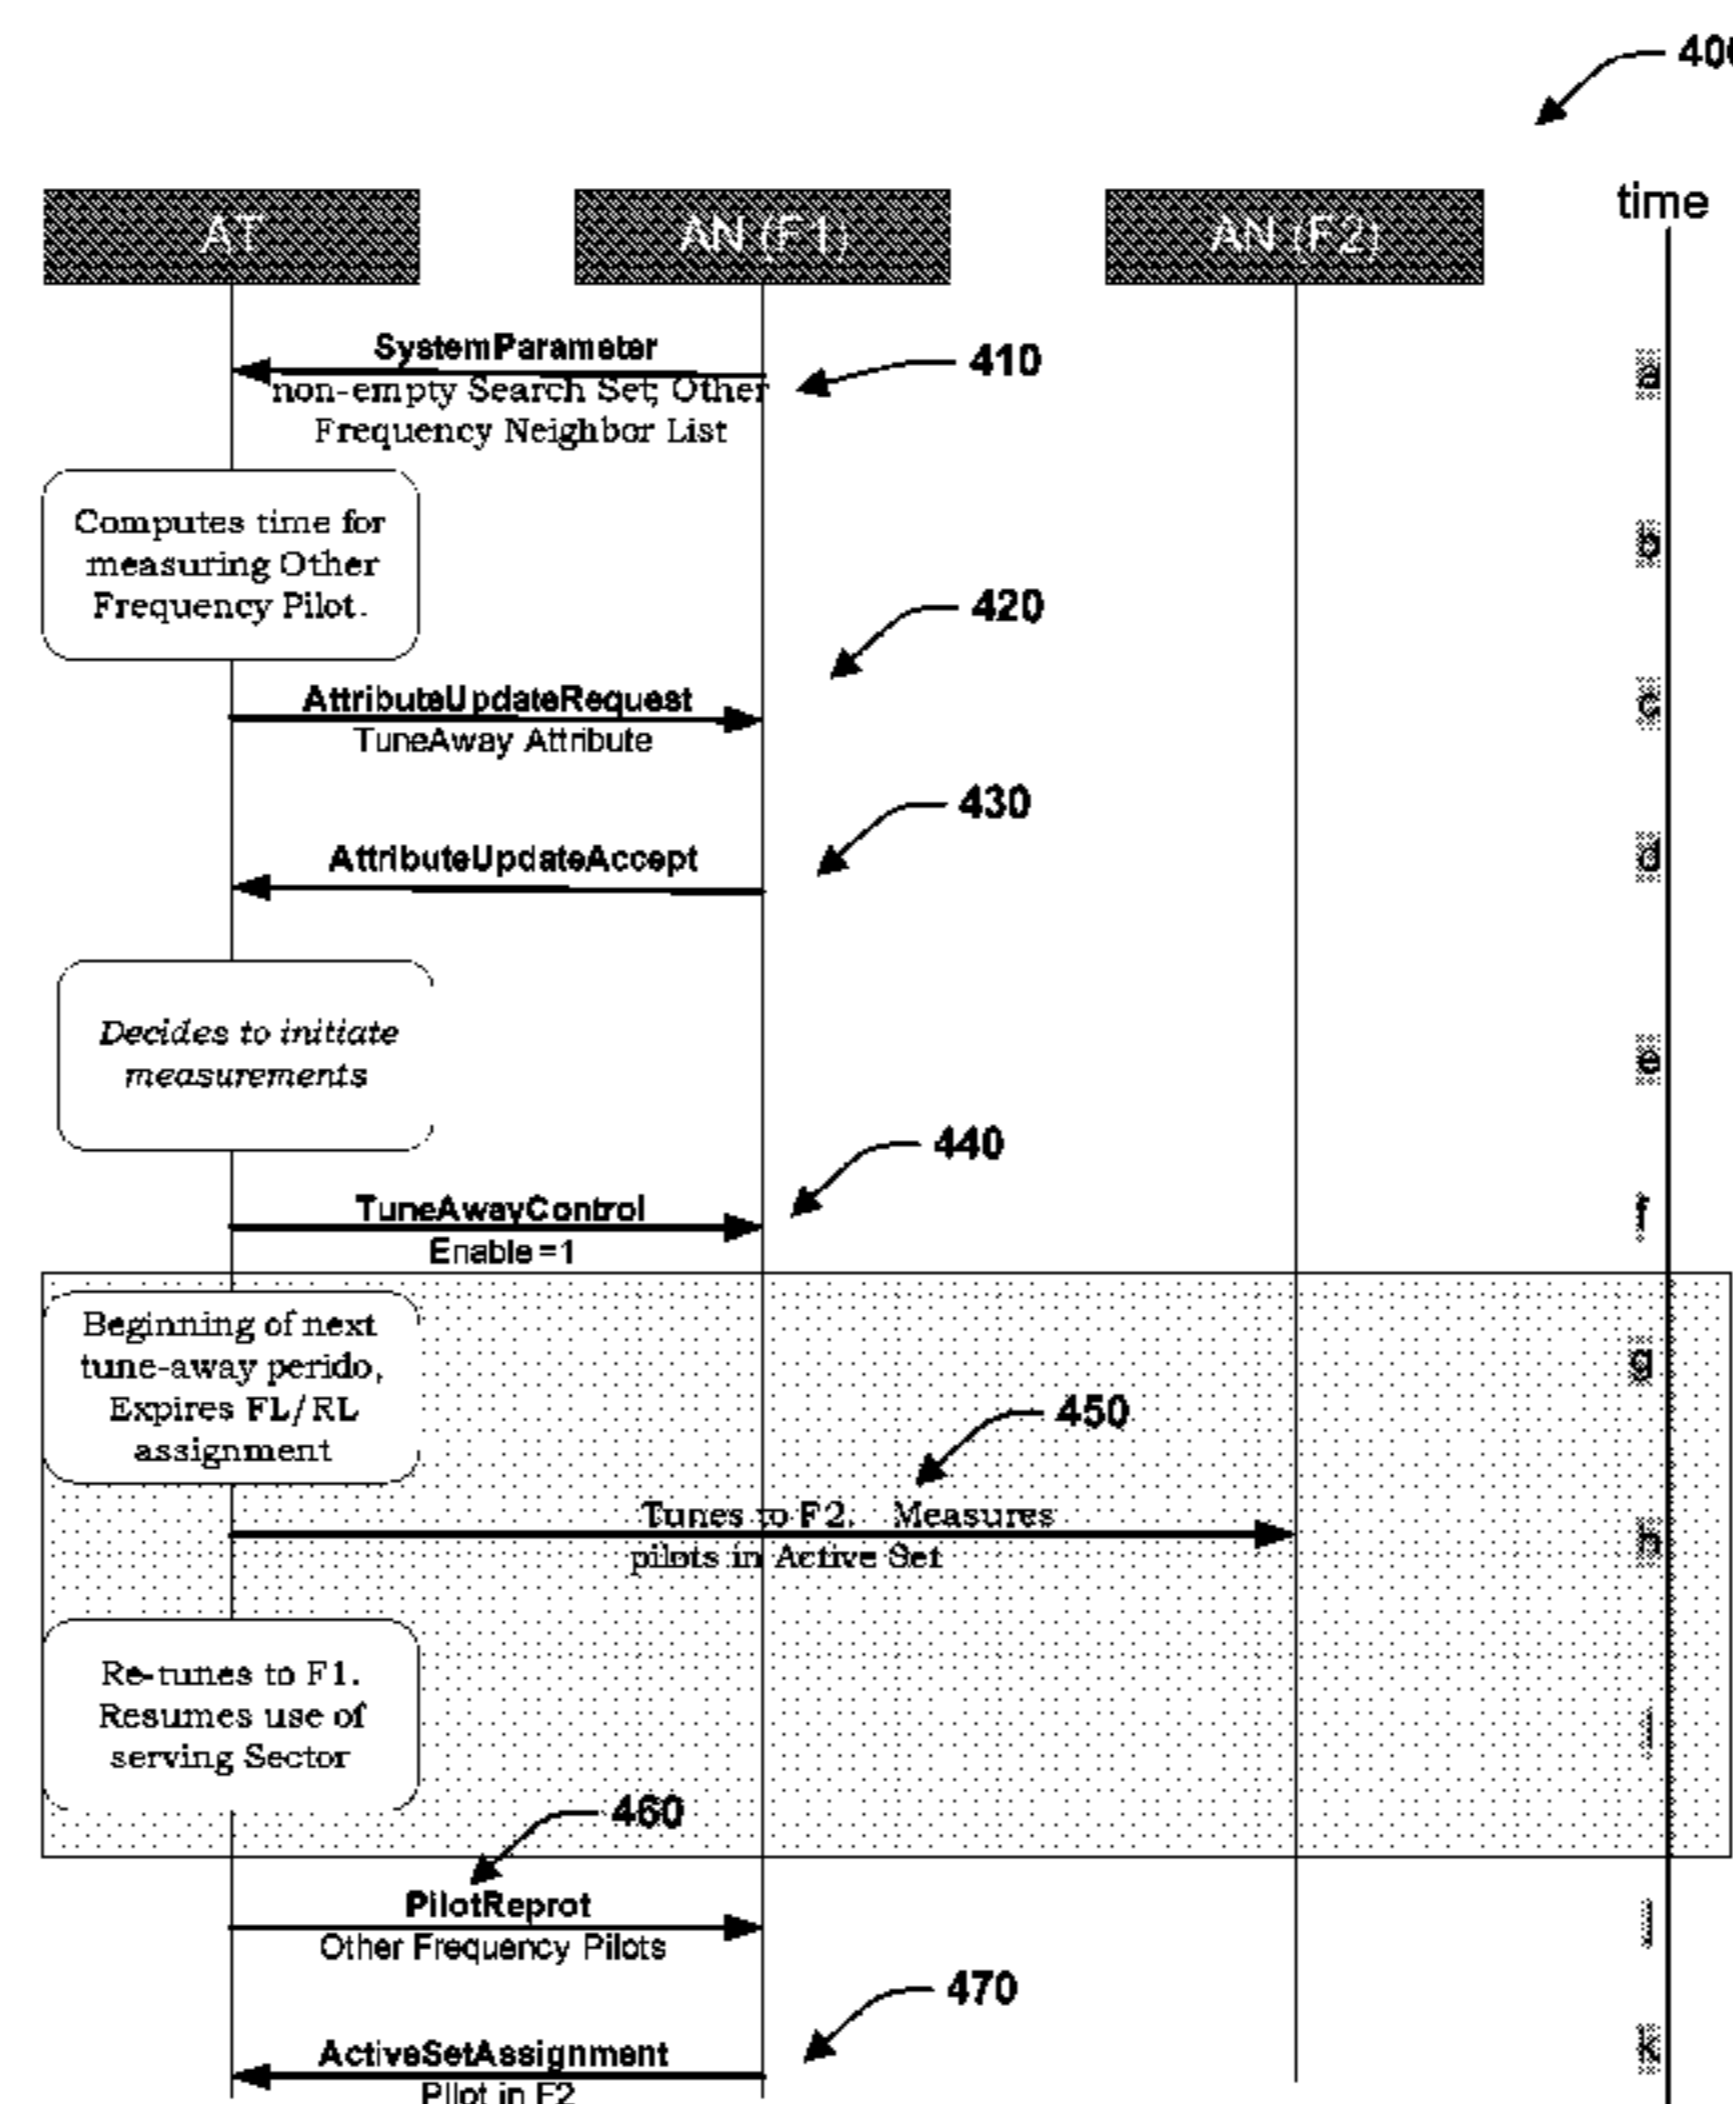 400
time
AT
AN (F1)
AN (F2)
SystemParameter
410
a
non-empty Search Set; Other
Frequency Neighbor List
Computes time for
measuring Other
Frequency Pilot.
b
420
AttributeUpdateRequest
c
TuneAway Attribute
430
AttributeUpdateAccept
d
Decides to initiate
measurements
e
440
TuneAwayControl
f
Enable=1
Beginning of next
tune-away perido,
Expires FL/RL
assignment
g
450
Tunes to F2. Measures
pilots in Active Set
h
Re-tunes to F1.
Resumes use of
serving Sector
i
460
PilotReprot
j
Other Frequency Pilots
470
ActiveSetAssignment
k
Pilot in F2